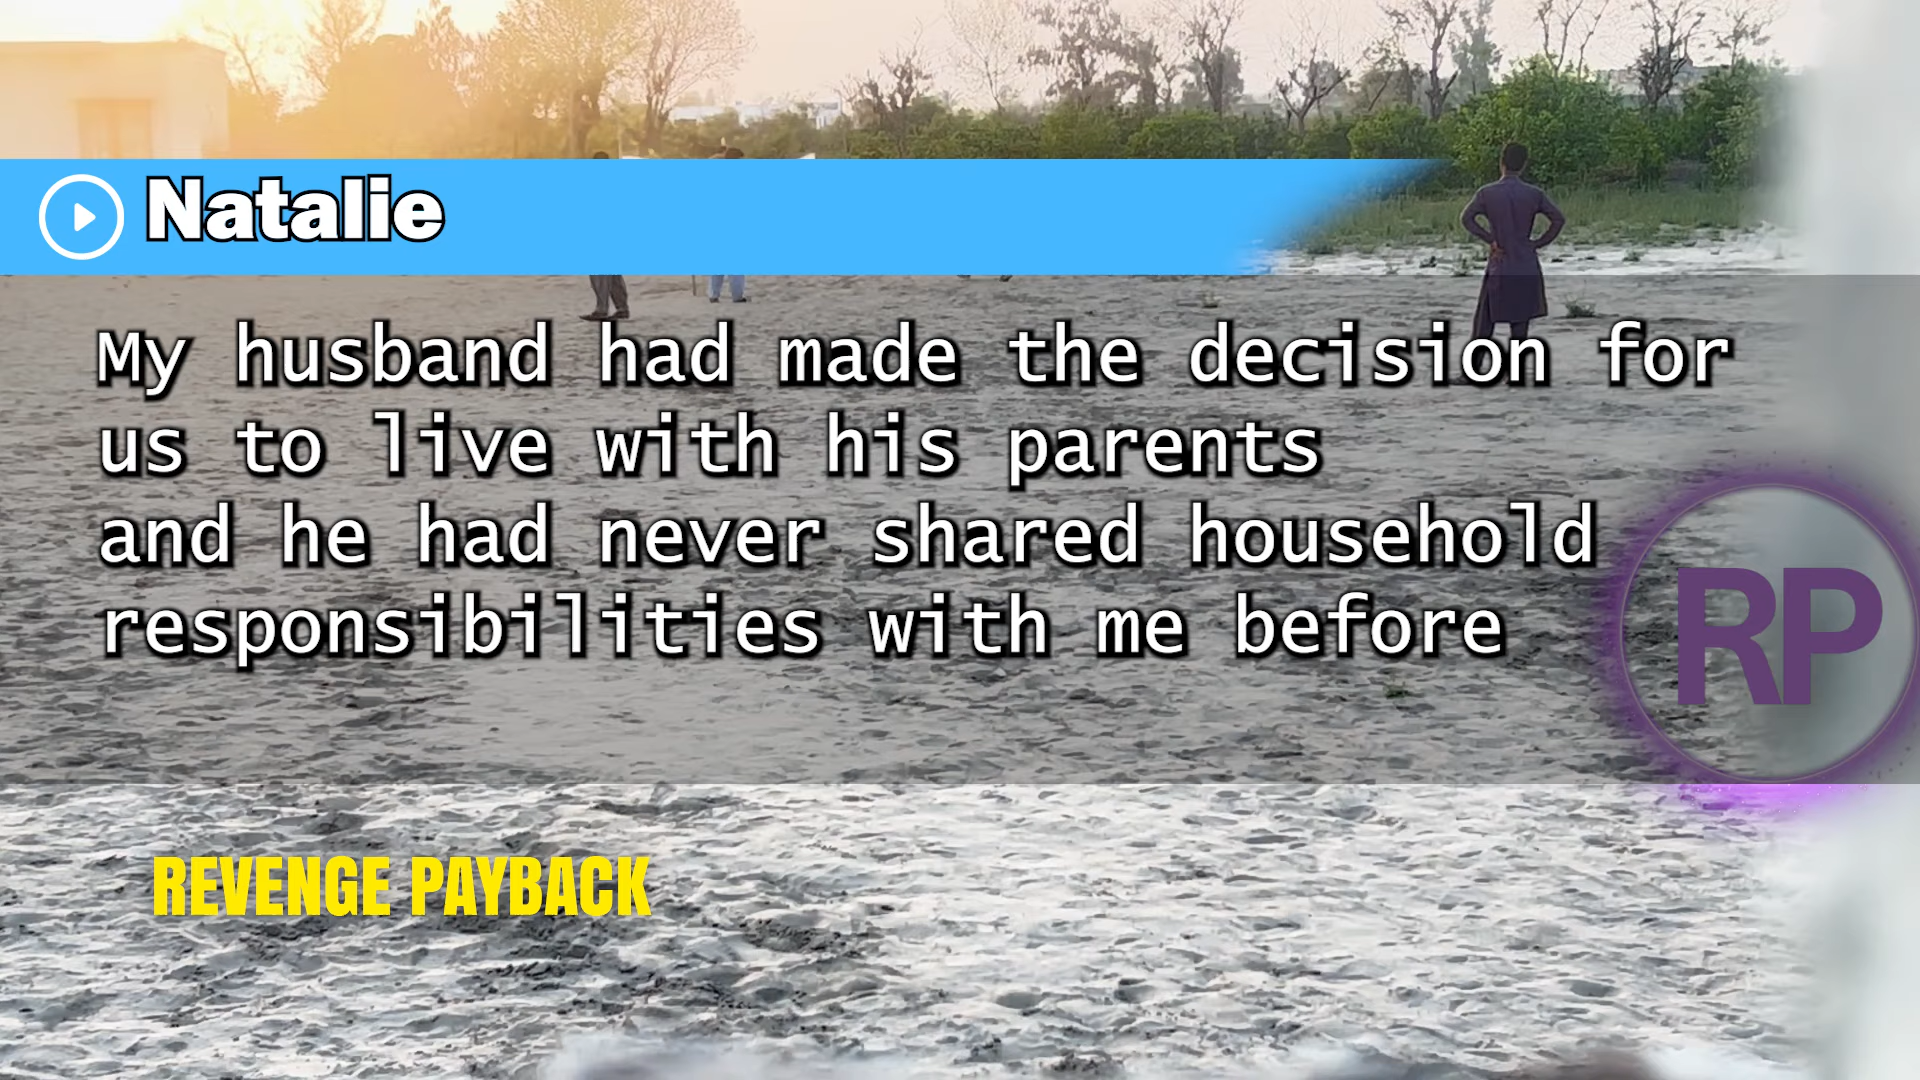 Natalie
My husband had made the decision for
us to live with his parents
and he had never shared household
responsibilities with me before
RP
REVENGE PAYBACK